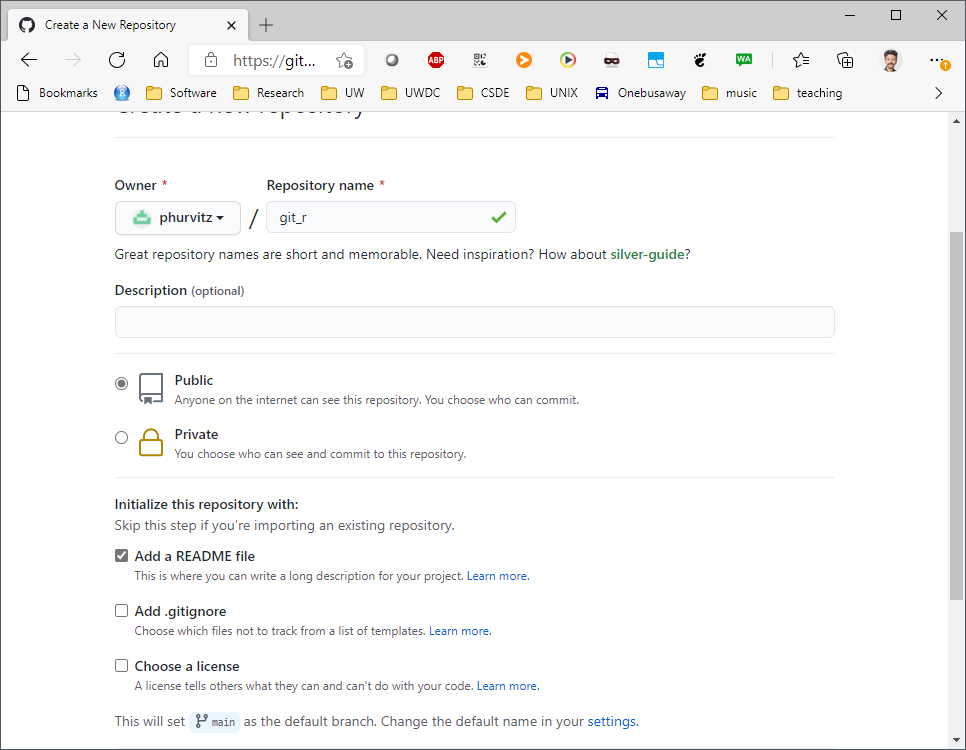 Create a New Repository
https://git...
ABP
WA
Bookmarks
R
Software
Research
UW
UWDC
CSDE
UNIX
Onebusaway
music
teaching
Create a new repository
Owner *
Repository name *
phurvitz / git_r
Great repository names are short and memorable. Need inspiration? How about silver-guide?
Description (optional)
Public
Anyone on the internet can see this repository. You choose who can commit.
Private
You choose who can see and commit to this repository.
Initialize this repository with:
Skip this step if you're importing an existing repository.
Add a README file
This is where you can write a long description for your project. Learn more.
Add .gitignore
Choose which files not to track from a list of templates. Learn more.
Choose a license
A license tells others what they can and can't do with your code. Learn more.
This will set main as the default branch. Change the default name in your settings.